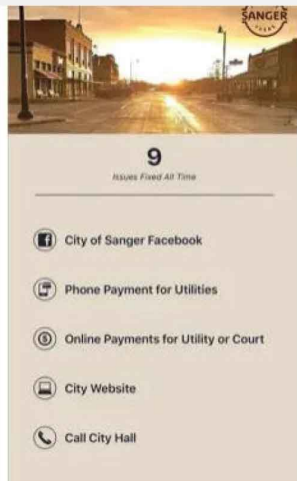 SANGER
TEXAS
9
Issues Fixed All Time
City of Sanger Facebook
Phone Payment for Utilities
Online Payments for Utility or Court
City Website
Call City Hall